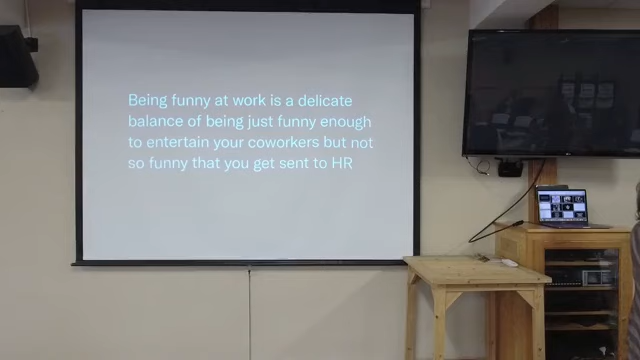 Being funny at work is a delicate
balance of being just funny enough
to entertain your coworkers but not
so funny that you get sent to HR